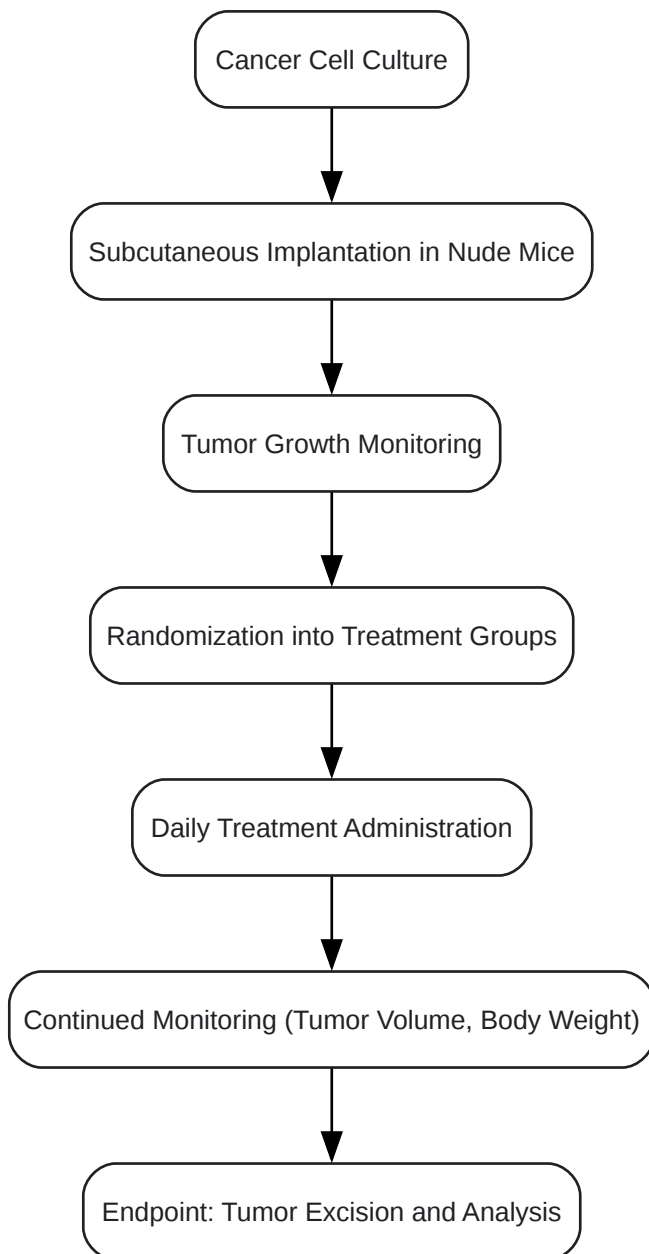 Cancer Cell Culture
Subcutaneous Implantation in Nude Mice
Tumor Growth Monitoring
Randomization into Treatment Groups
Daily Treatment Administration
Continued Monitoring (Tumor Volume, Body Weight)
Endpoint: Tumor Excision and Analysis